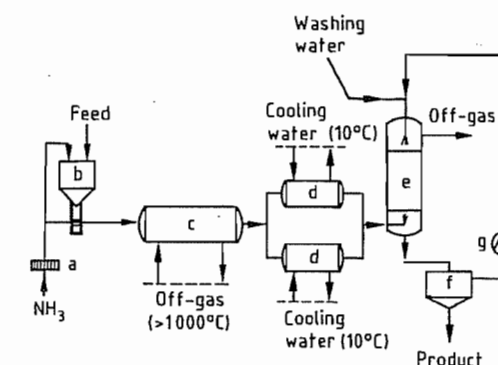 Washing
water
Feed
Cooling
water (10°C)
Off-gas
b
d
e
c
a
d
g
f
NH₃
Off-gas
(>1000°C)
Cooling
water (10°C)
Product